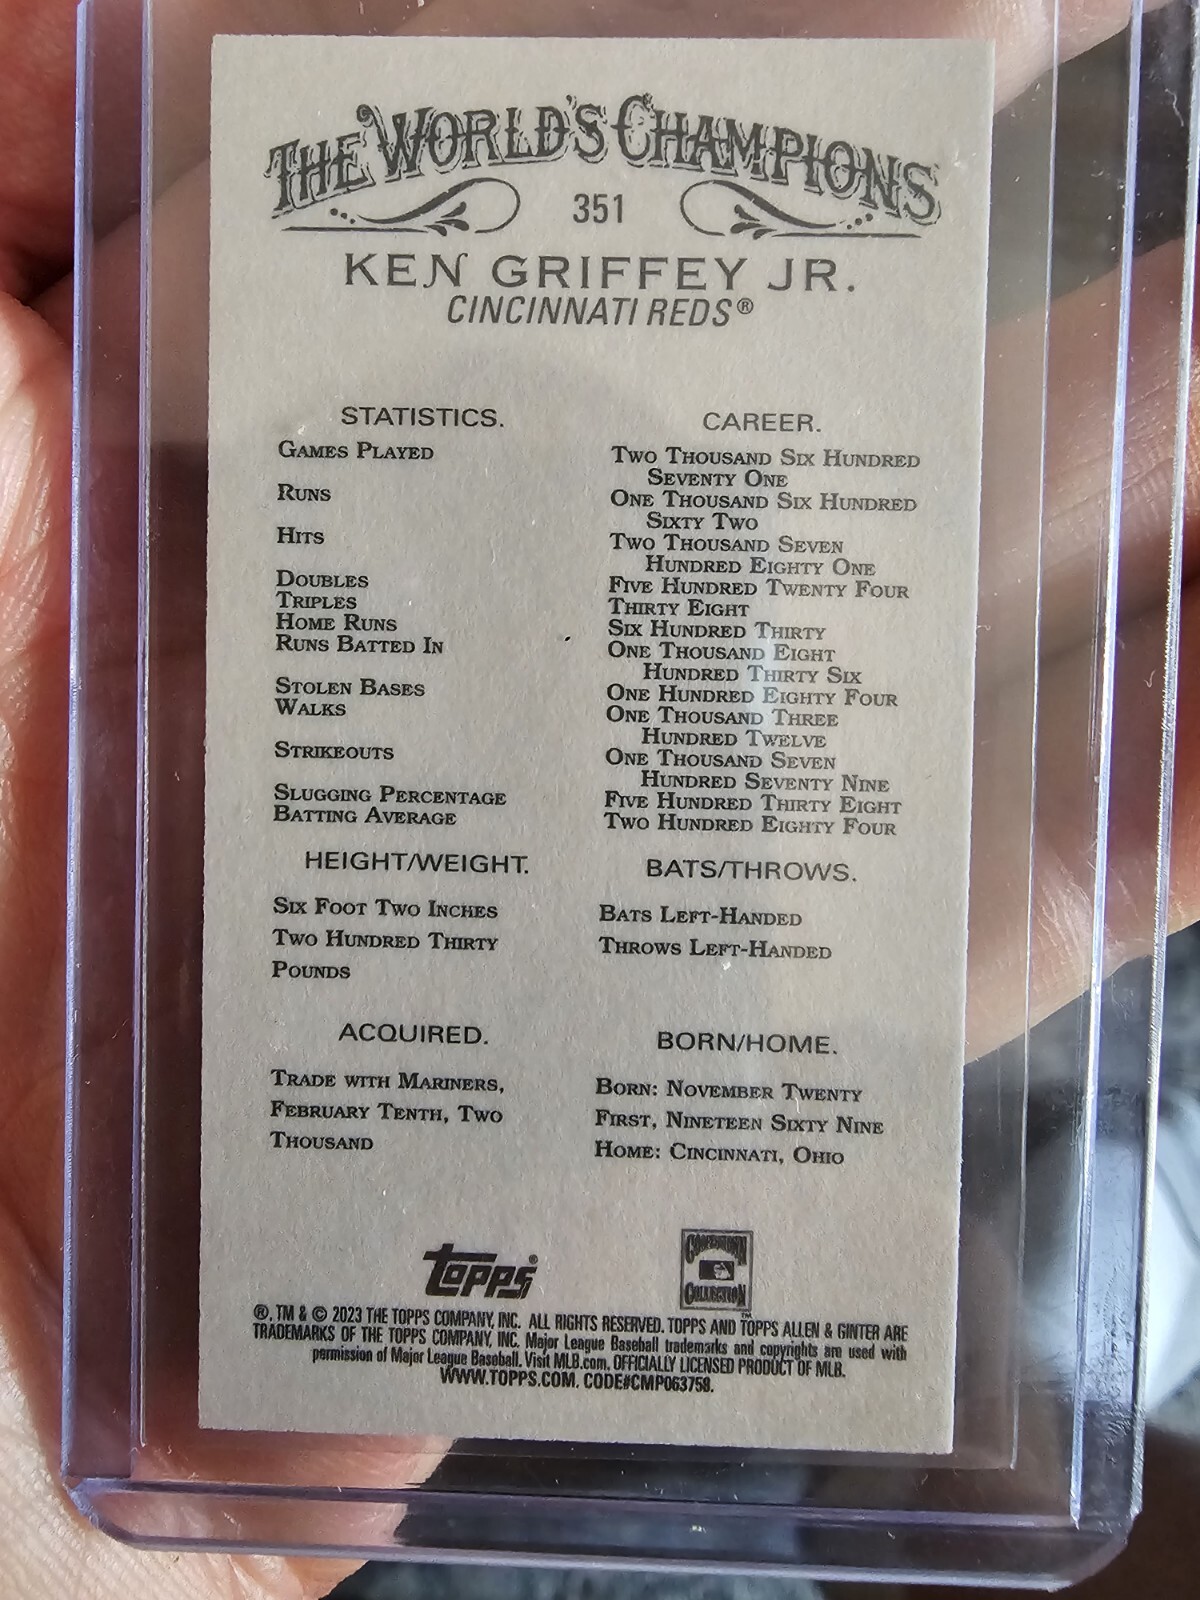 THE WORLD'S CHAMPIONS
351
KEN GRIFFEY JR.
CINCINNATI REDS®
STATISTICS. CAREER.
GAMES PLAYED TWO THOUSAND SIX HUNDRED
SEVENTY ONE
RUNS ONE THOUSAND SIX HUNDRED
SIXTY TWO
HITS TWO THOUSAND SEVEN
HUNDRED EIGHTY ONE
DOUBLES FIVE HUNDRED TWENTY FOUR
TRIPLES THIRTY EIGHT
HOME RUNS SIX HUNDRED THIRTY
RUNS BATTED IN ONE THOUSAND EIGHT
HUNDRED THIRTY SIX
STOLEN BASES ONE HUNDRED EIGHTY FOUR
WALKS ONE THOUSAND THREE
HUNDRED TWELVE
STRIKEOUTS ONE THOUSAND SEVEN
HUNDRED SEVENTY NINE
SLUGGING PERCENTAGE FIVE HUNDRED THIRTY EIGHT
BATTING AVERAGE TWO HUNDRED EIGHTY FOUR
HEIGHT/WEIGHT.
SIX FOOT TWO INCHES
TWO HUNDRED THIRTY
POUNDS
BATS/THROWS.
BATS LEFT-HANDED
THROWS LEFT-HANDED
ACQUIRED.
TRADE WITH MARINERS,
FEBRUARY TENTH, TWO
THOUSAND
BORN/HOME.
BORN: NOVEMBER TWENTY
FIRST, NINETEEN SIXTY NINE
HOME: CINCINNATI, OHIO
topps®
COOPERSTOWN
COLLECTION™
®, TM & © 2023 THE TOPPS COMPANY, INC. ALL RIGHTS RESERVED. TOPPS AND TOPPS ALLEN & GINTER ARE
TRADEMARKS OF THE TOPPS COMPANY, INC. Major League Baseball trademarks and copyrights are used with
permission of Major League Baseball. Visit MLB.com. OFFICIALLY LICENSED PRODUCT OF MLB.
WWW.TOPPS.COM. CODE#CMP063758.